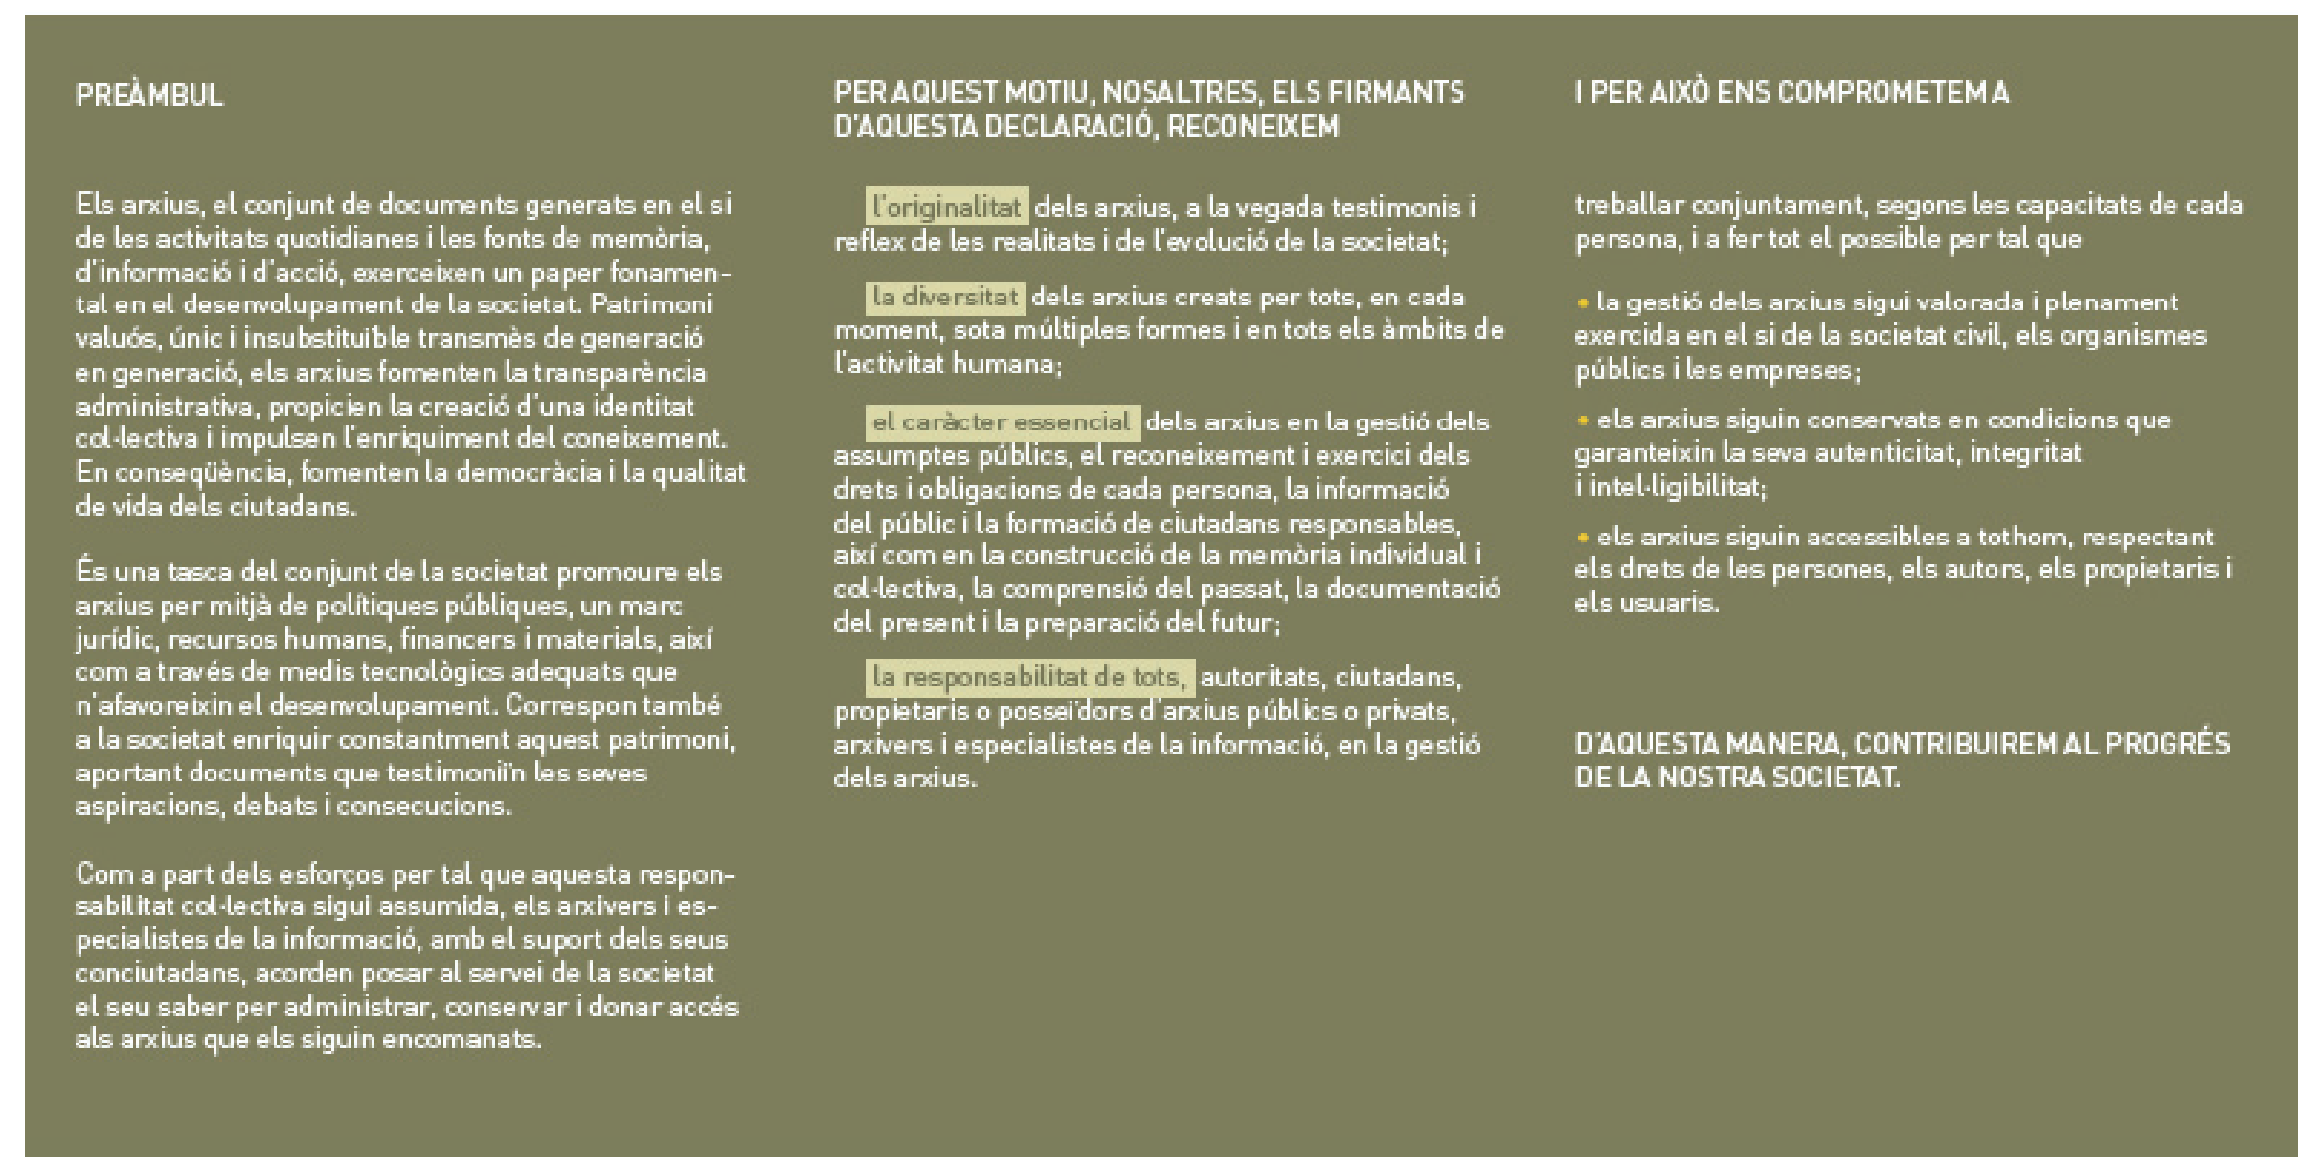 PREÀMBUL
Els arxius, el conjunt de documents generats en el si
de les activitats quotidianes i les fonts de memòria,
d'informació i d'acció, exerceixen un paper fonamen-
tal en el desenvolupament de la societat. Patrimoni
valuós, únic i insubstituïble transmès de generació
en generació, els arxius fomenten la transparència
administrativa, propicien la creació d'una identitat
col·lectiva i impulsen l'enriquiment del coneixement.
En conseqüència, fomenten la democràcia i la qualitat
de vida dels ciutadans.
És una tasca del conjunt de la societat promoure els
arxius per mitjà de polítiques públiques, un marc
jurídic, recursos humans, financers i materials, així
com a través de medis tecnològics adequats que
n'afavoreixin el desenvolupament. Correspon també
a la societat enriquir constantment aquest patrimoni,
aportant documents que testimoniïn les seves
aspiracions, debats i consecucions.
Com a part dels esforços per tal que aquesta respon-
sabilitat col·lectiva sigui assumida, els arxivers i es-
pecialistes de la informació, amb el suport dels seus
conciutadans, acorden posar al servei de la societat
el seu saber per administrar, conservar i donar accés
als arxius que els siguin encomanats.
PER AQUEST MOTIU, NOSALTRES, ELS FIRMANTS
D'AQUESTA DECLARACIÓ, RECONEIXEM
l'originalitat dels arxius, a la vegada testimonis i
reflex de les realitats i de l'evolució de la societat;
la diversitat dels arxius creats per tots, en cada
moment, sota múltiples formes i en tots els àmbits de
l'activitat humana;
el caràcter essencial dels arxius en la gestió dels
assumptes públics, el reconeixement i exercici dels
drets i obligacions de cada persona, la informació
del públic i la formació de ciutadans responsables,
així com en la construcció de la memòria individual i
col·lectiva, la comprensió del passat, la documentació
del present i la preparació del futur;
la responsabilitat de tots, autoritats, ciutadans,
propietaris o posseïdors d'arxius públics o privats,
arxivers i especialistes de la informació, en la gestió
dels arxius.
I PER AIXÒ ENS COMPROMETEM A
treballar conjuntament, segons les capacitats de cada
persona, i a fer tot el possible per tal que
• la gestió dels arxius sigui valorada i plenament
exercida en el si de la societat civil, els organismes
públics i les empreses;
• els arxius siguin conservats en condicions que
garanteixin la seva autenticitat, integritat
i intel·ligibilitat;
• els arxius siguin accessibles a tothom, respectant
els drets de les persones, els autors, els propietaris i
els usuaris.
D'AQUESTA MANERA, CONTRIBUIREM AL PROGRÉS
DE LA NOSTRA SOCIETAT.